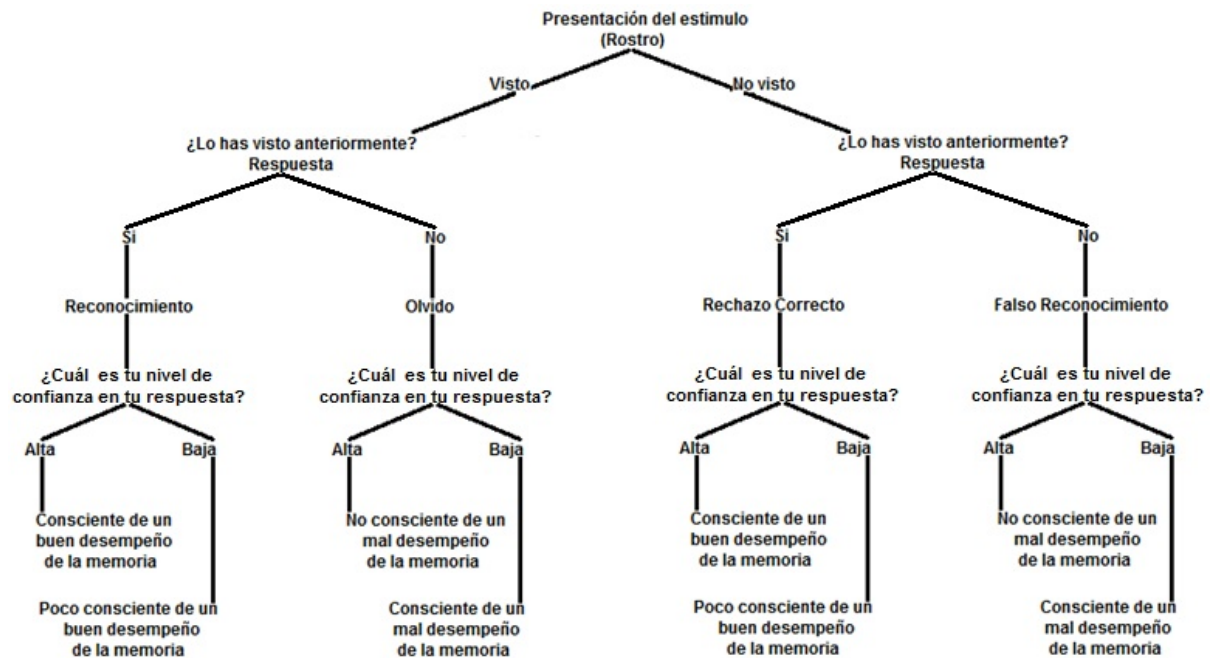 Presentación del estimulo
(Rostro)
Visto
No visto
¿Lo has visto anteriormente?
Respuesta
¿Lo has visto anteriormente?
Respuesta
Si
No
Si
No
Reconocimiento
Olvido
Rechazo Correcto
Falso Reconocimiento
¿Cuál es tu nivel de
confianza en tu respuesta?
¿Cuál es tu nivel de
confianza en tu respuesta?
¿Cuál es tu nivel de
confianza en tu respuesta?
¿Cuál es tu nivel de
confianza en tu respuesta?
Alta
Baja
Alta
Baja
Alta
Baja
Alta
Baja
Consciente de un
buen desempeño
de la memoria
No consciente de un
mal desempeño
de la memoria
Consciente de un
buen desempeño
de la memoria
No consciente de un
mal desempeño
de la memoria
Poco consciente de un
buen desempeño
de la memoria
Consciente de un
mal desempeño
de la memoria
Poco consciente de un
buen desempeño
de la memoria
Consciente de un
mal desempeño
de la memoria